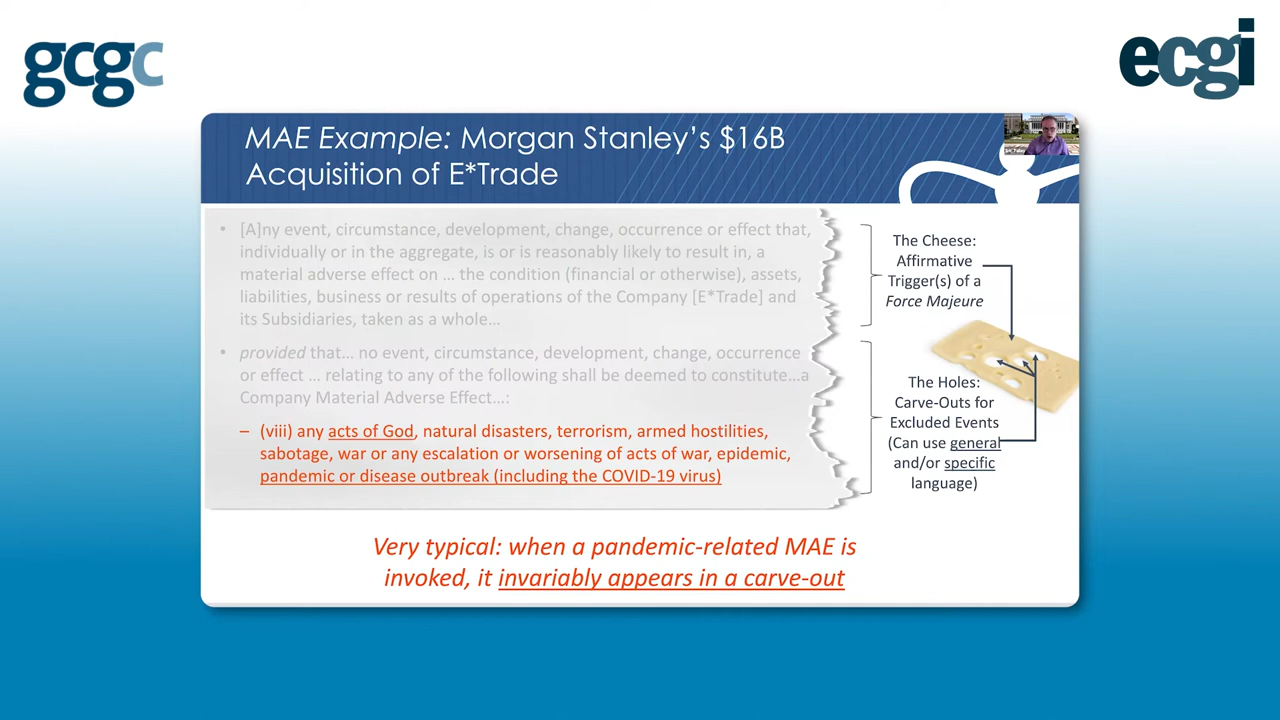 gcgc
ecgi
MAE Example: Morgan Stanley’s $16B
Acquisition of E*Trade
• [A]ny event, circumstance, development, change, occurrence or effect that,
individually or in the aggregate, is or is reasonably likely to result in, a
material adverse effect on … the condition (financial or otherwise), assets,
liabilities, business or results of operations of the Company [E*Trade] and
its Subsidiaries, taken as a whole…
• provided that… no event, circumstance, development, change, occurrence
or effect … relating to any of the following shall be deemed to constitute…a
Company Material Adverse Effect…:
– (viii) any acts of God, natural disasters, terrorism, armed hostilities,
sabotage, war or any escalation or worsening of acts of war, epidemic,
pandemic or disease outbreak (including the COVID-19 virus)
The Cheese:
Affirmative
Trigger(s) of a
Force Majeure
The Holes:
Carve-Outs for
Excluded Events
(Can use general
and/or specific
language)
Very typical: when a pandemic-related MAE is
invoked, it invariably appears in a carve-out